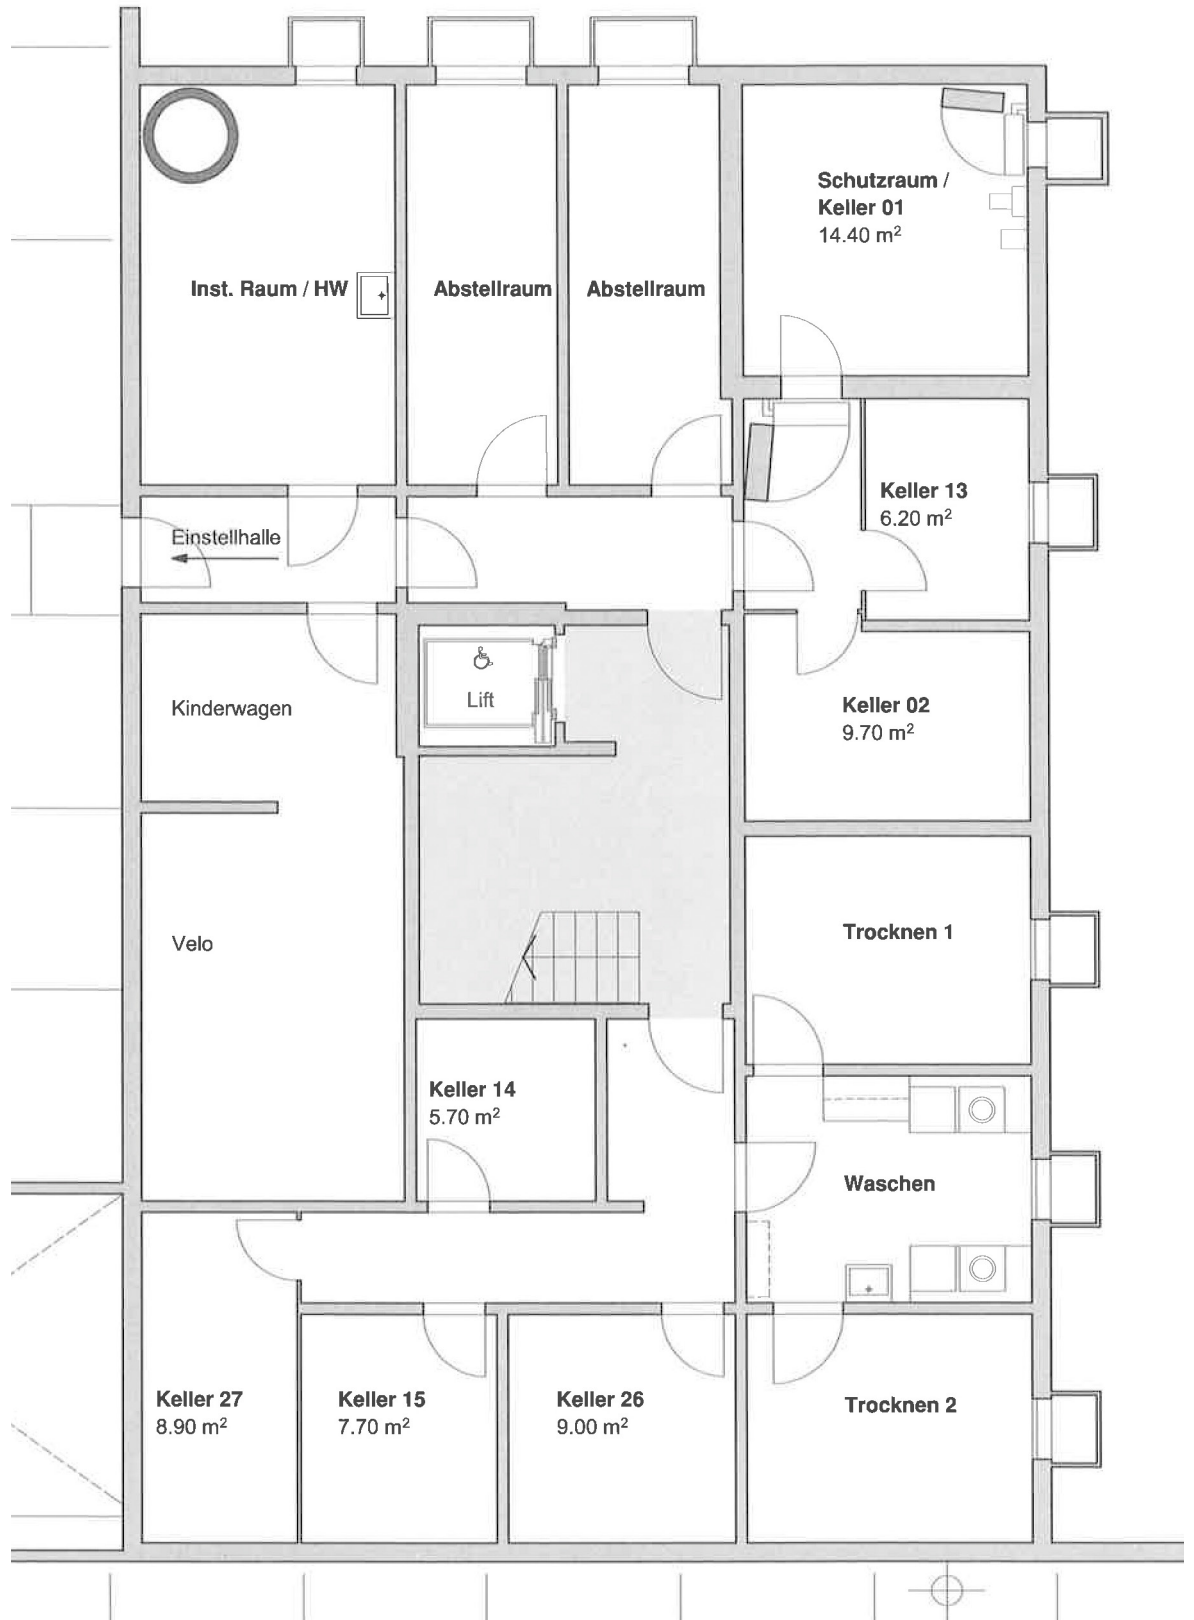 Schutzraum /
Keller 01
14.40 m²
Inst. Raum / HW
Abstellraum
Abstellraum
Keller 13
6.20 m²
Einstellhalle
Kinderwagen
Lift
Keller 02
9.70 m²
Velo
Trocknen 1
Keller 14
5.70 m²
Waschen
Keller 27
8.90 m²
Keller 15
7.70 m²
Keller 26
9.00 m²
Trocknen 2